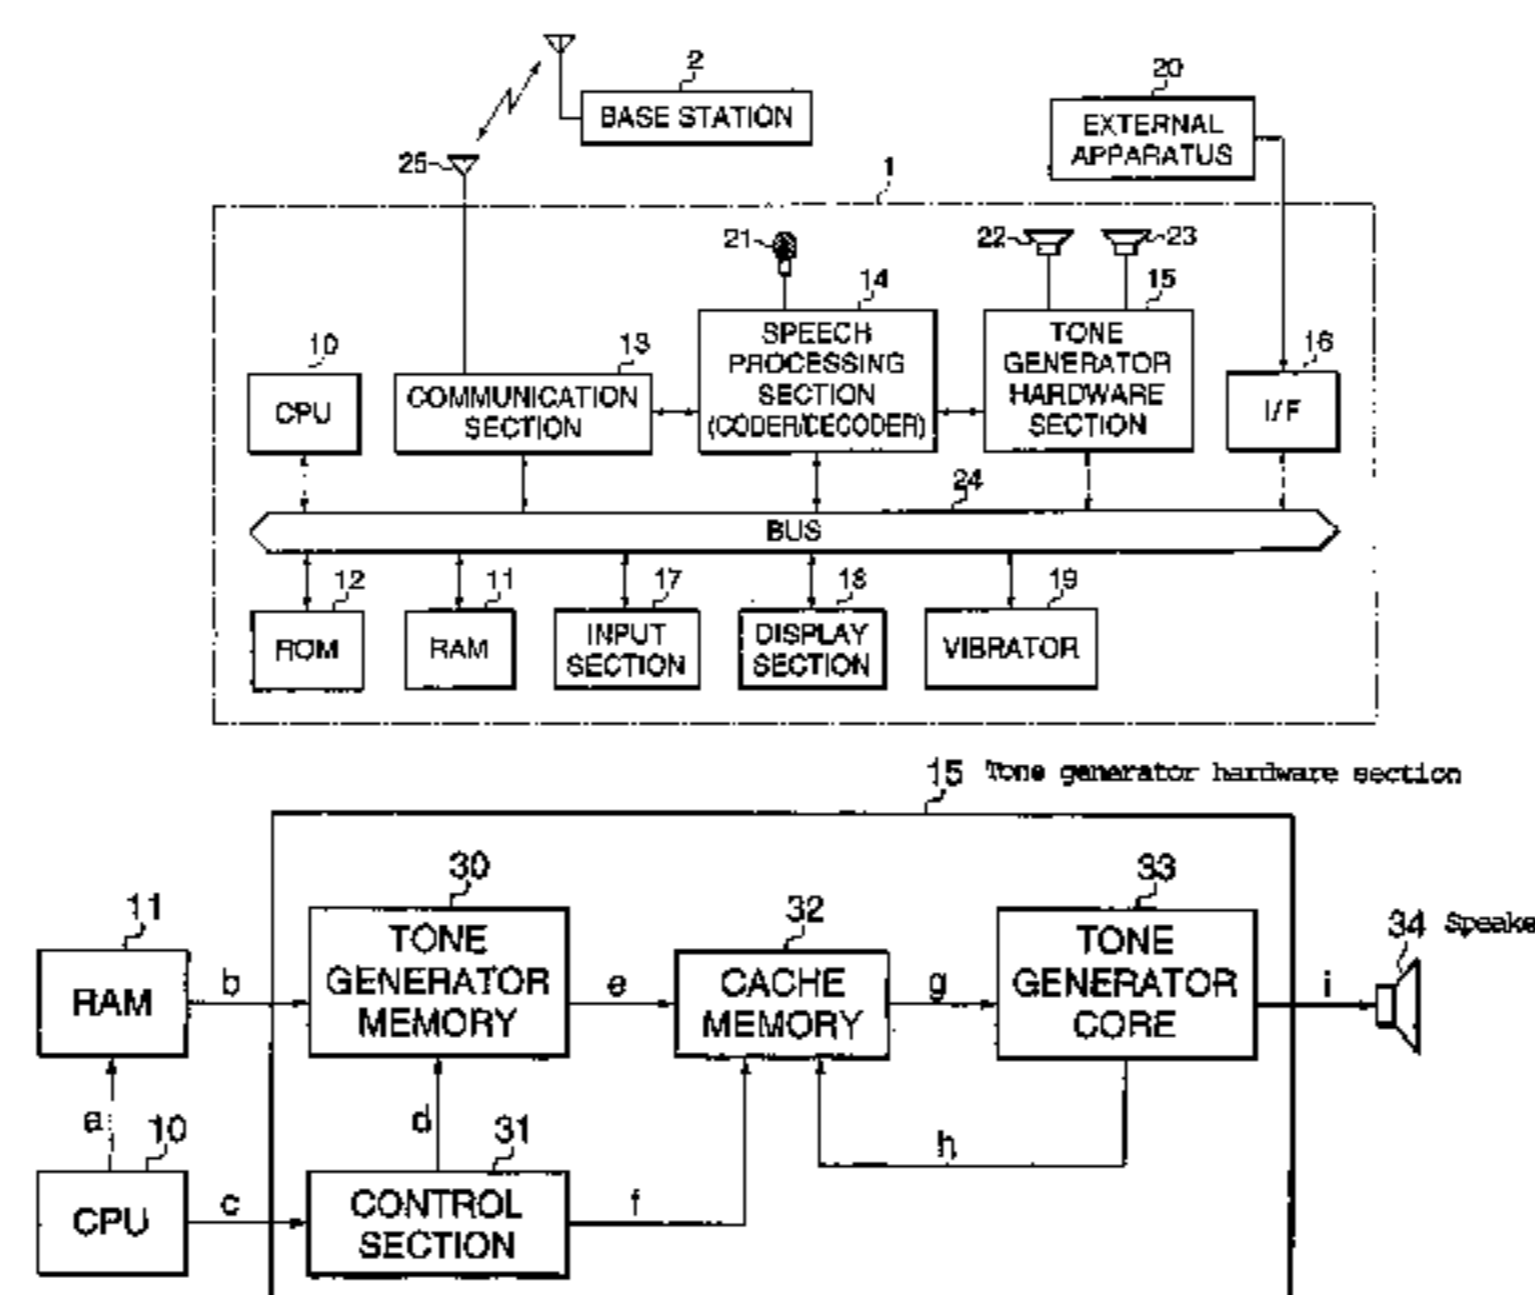 2
BASE STATION
20
EXTERNAL
APPARATUS
25
1
21
22
23
14
15
SPEECH
PROCESSING
SECTION
(CODER/DECODER)
TONE
GENERATOR
HARDWARE
SECTION
10
CPU
13
COMMUNICATION
SECTION
16
I/F
24
BUS
12
ROM
11
RAM
17
INPUT
SECTION
18
DISPLAY
SECTION
19
VIBRATOR
15 Tone generator hardware section
30
TONE
GENERATOR
MEMORY
32
CACHE
MEMORY
33
TONE
GENERATOR
CORE
34 Speake
11
RAM
b
e
g
i
a
10
CPU
c
d
31
CONTROL
SECTION
f
h